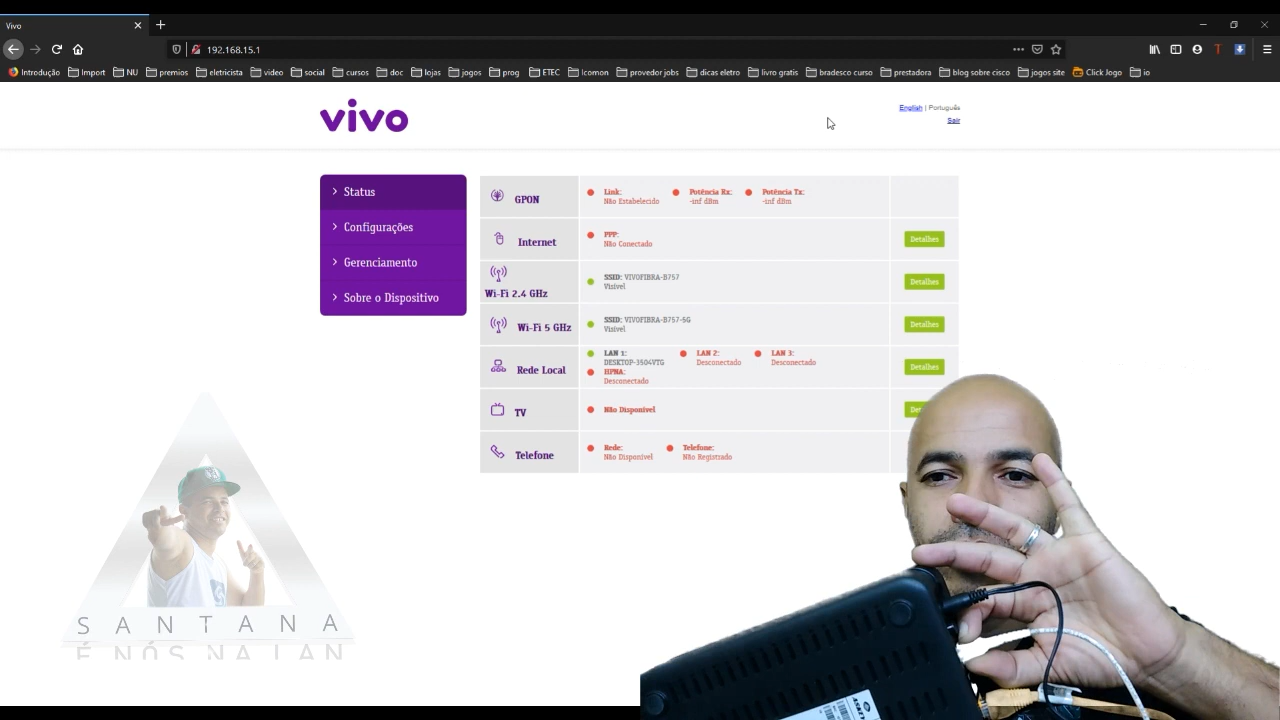 Vivo
192.168.15.1
Introdução Import NU premios eletricista video social cursos doc lojas jogos prog ETEC Icomon provedor jobs dicas eletro livro gratis bradesco curso prestadora blog sobre cisco jogos site Click Jogo io
vivo
English | Português
Sair
Status
Configurações
Gerenciamento
Sobre o Dispositivo
GPON
Link: Potência Rx: Potência Tx:
Não Estabelecido -inf dBm -inf dBm
Internet
PPP:
Não Conectado
Detalhes
Wi-Fi 2.4 GHz
SSID: VIVOFIBRA-B757
Visível
Detalhes
Wi-Fi 5 GHz
SSID: VIVOFIBRA-B757-5G
Visível
Detalhes
Rede Local
LAN 1: LAN 2: LAN 3:
DESKTOP-3504VTG Desconectado Desconectado
HPNA:
Desconectado
Detalhes
TV
Não Disponível
Telefone
Rede: Telefone:
Não Disponível Não Registrado
SANTANA
É NÓS NA LAN